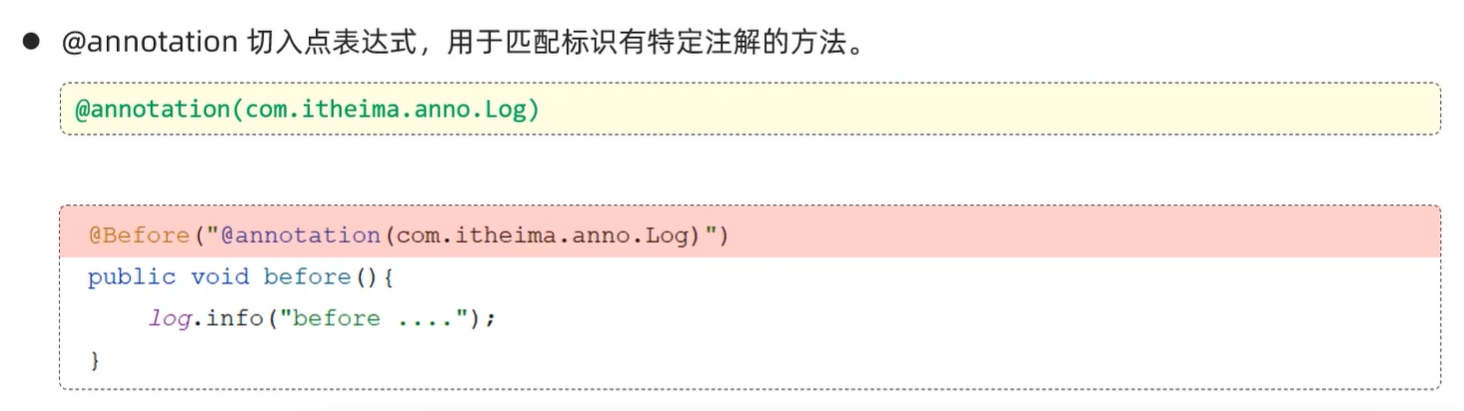 ● @annotation 切入点表达式，用于匹配标识有特定注解的方法。
@annotation(com.itheima.anno.Log)
@Before("@annotation(com.itheima.anno.Log)")
public void before(){
    log.info("before ....");
}